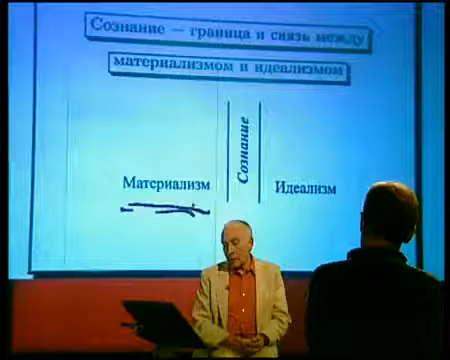 Сознание — граница и связь между
материализмом и идеализмом
Сознание
Материализм
Идеализм